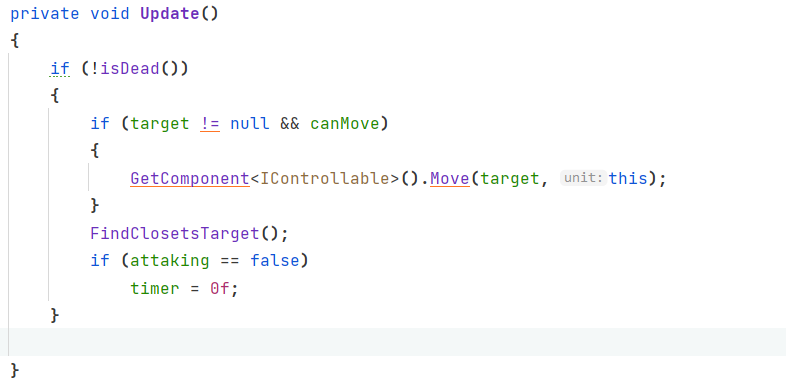 private void Update()
{
    if (!isDead())
    {
        if (target != null && canMove)
        {
            GetComponent<IControllable>().Move(target, unit: this);
        }
        FindClosetsTarget();
        if (attaking == false)
            timer = 0f;
    }
}